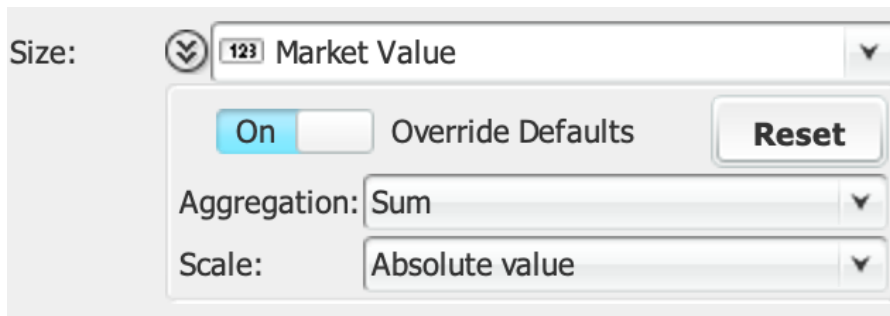 Size: 123 Market Value
On Override Defaults Reset
Aggregation: Sum
Scale: Absolute value